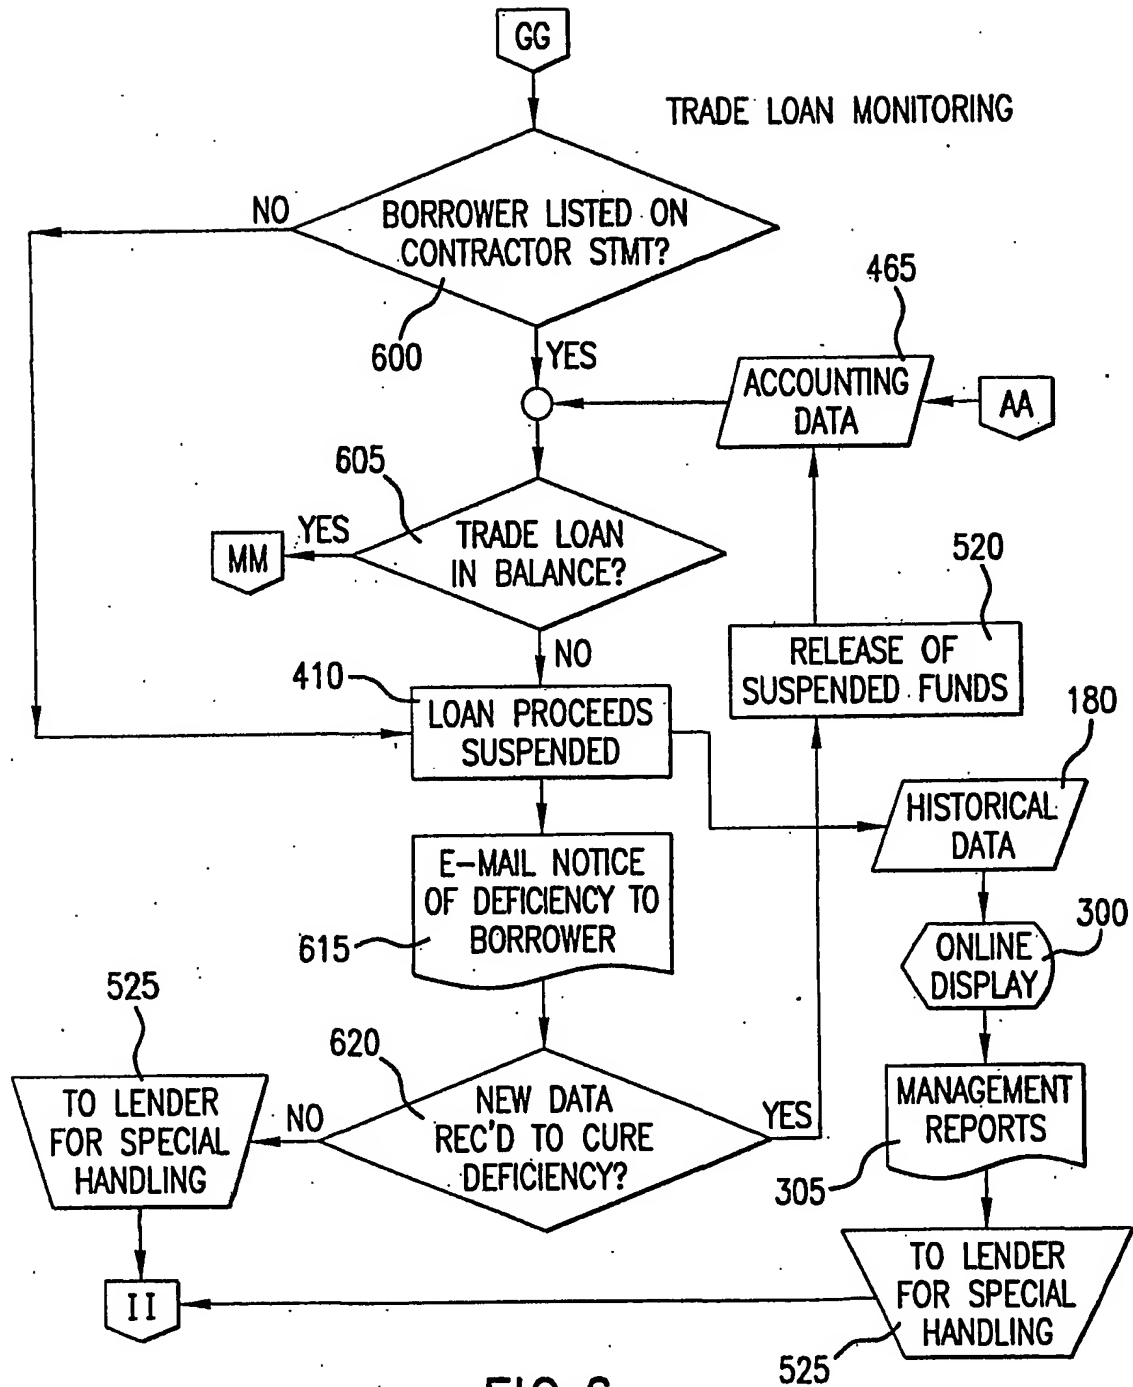 GG
TRADE LOAN MONITORING
NO
BORROWER LISTED ON
CONTRACTOR STMT?
600
YES
465
ACCOUNTING
DATA
AA
605
YES
MM
TRADE LOAN
IN BALANCE?
NO
520
RELEASE OF
SUSPENDED FUNDS
410
LOAN PROCEEDS
SUSPENDED
180
HISTORICAL
DATA
E-MAIL NOTICE
OF DEFICIENCY TO
BORROWER
615
300
ONLINE
DISPLAY
525
TO LENDER
FOR SPECIAL
HANDLING
NO
620
NEW DATA
REC'D TO CURE
DEFICIENCY?
YES
MANAGEMENT
REPORTS
305
II
TO LENDER
FOR SPECIAL
HANDLING
525